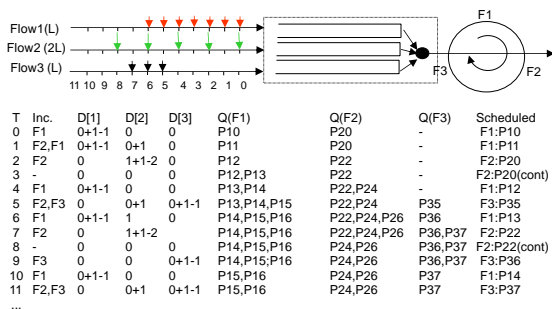 Flow1(L)
Flow2 (2L)
Flow3 (L)
11 10 9 8 7 6 5 4 3 2 1 0
F1
F3
F2
T Inc. D[1] D[2] D[3] Q(F1) Q(F2) Q(F3) Scheduled
0 F1 0+1-1 0 0 P10 P20 - F1:P10
1 F2,F1 0+1-1 0+1 0 P11 P20 - F1:P11
2 F2 0 1+1-2 0 P12 P22 - F2:P20
3 - 0 0 0 P12,P13 P22 - F2:P20(cont)
4 F1 0+1-1 0 0 P13,P14 P22,P24 - F1:P12
5 F2,F3 0 0+1 0+1-1 P13,P14,P15 P22,P24 P35 F3:P35
6 F1 0+1-1 1 0 P14,P15,P16 P22,P24,P26 P36 F1:P13
7 F2 0 1+1-2 0 P14,P15,P16 P22,P24,P26 P36,P37 F2:P22
8 - 0 0 0 P14,P15,P16 P24,P26 P36,P37 F2:P22(cont)
9 F3 0 0 0+1-1 P14,P15;P16 P24,P26 P36,P37 F3:P36
10 F1 0+1-1 0 0 P15,P16 P24,P26 P37 F1:P14
11 F2,F3 0 0+1 0+1-1 P15,P16 P24,P26 P37 F3:P37
...